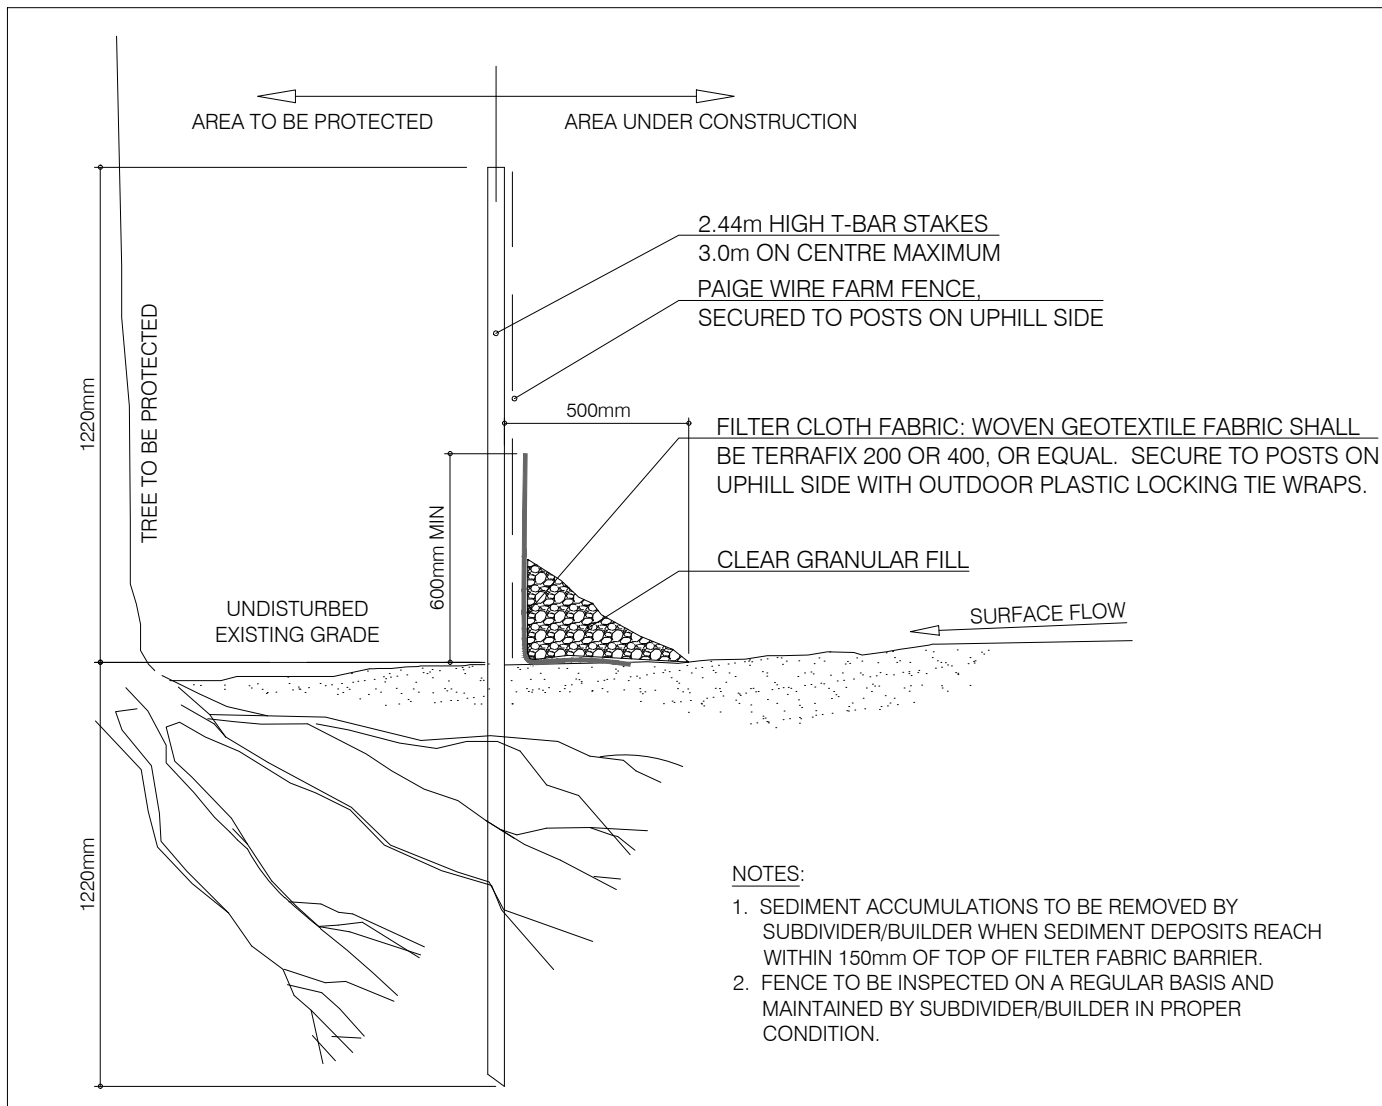 AREA TO BE PROTECTED
AREA UNDER CONSTRUCTION
2.44m HIGH T-BAR STAKES
3.0m ON CENTRE MAXIMUM
PAIGE WIRE FARM FENCE,
SECURED TO POSTS ON UPHILL SIDE
1220mm
TREE TO BE PROTECTED
500mm
FILTER CLOTH FABRIC: WOVEN GEOTEXTILE FABRIC SHALL
BE TERRAFIX 200 OR 400, OR EQUAL. SECURE TO POSTS ON
UPHILL SIDE WITH OUTDOOR PLASTIC LOCKING TIE WRAPS.
600mm MIN
CLEAR GRANULAR FILL
UNDISTURBED
EXISTING GRADE
SURFACE FLOW
1220mm
NOTES:
1. SEDIMENT ACCUMULATIONS TO BE REMOVED BY
SUBDIVIDER/BUILDER WHEN SEDIMENT DEPOSITS REACH
WITHIN 150mm OF TOP OF FILTER FABRIC BARRIER.
2. FENCE TO BE INSPECTED ON A REGULAR BASIS AND
MAINTAINED BY SUBDIVIDER/BUILDER IN PROPER
CONDITION.